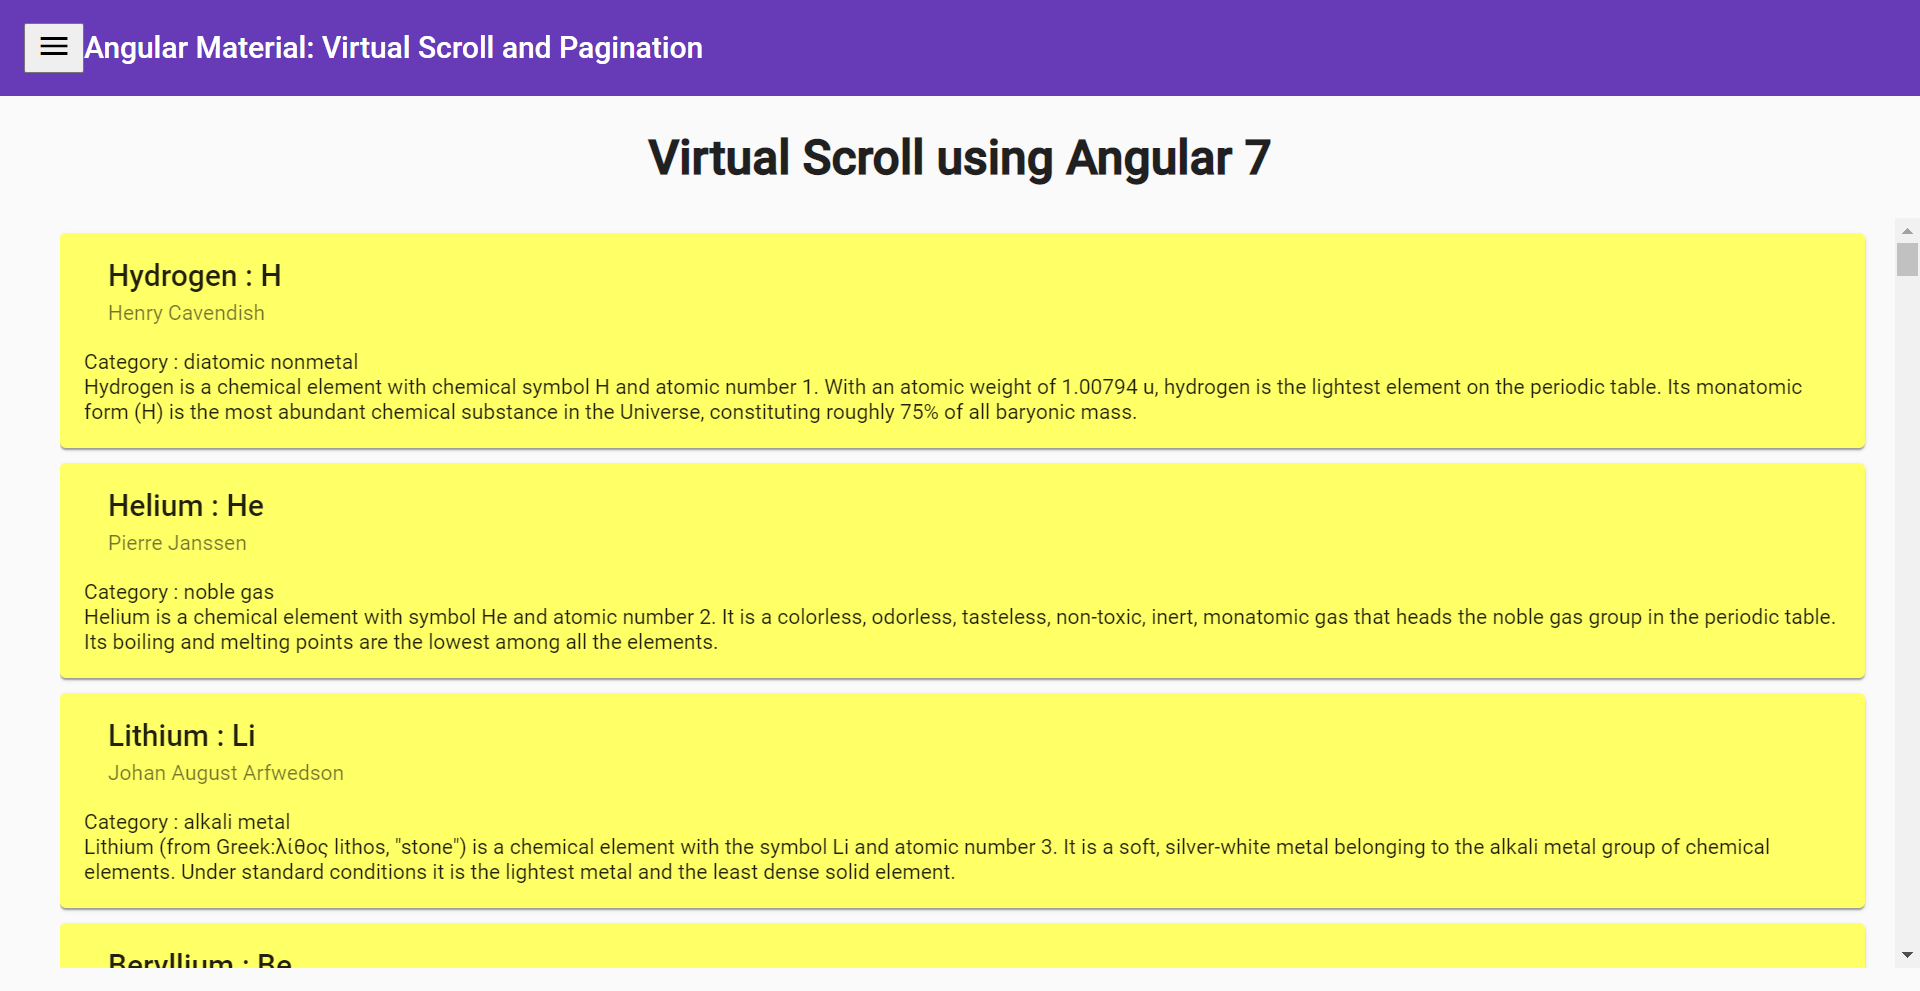 Angular Material: Virtual Scroll and Pagination
Virtual Scroll using Angular 7
Hydrogen : H
Henry Cavendish
Category : diatomic nonmetal
Hydrogen is a chemical element with chemical symbol H and atomic number 1. With an atomic weight of 1.00794 u, hydrogen is the lightest element on the periodic table. Its monatomic
form (H) is the most abundant chemical substance in the Universe, constituting roughly 75% of all baryonic mass.
Helium : He
Pierre Janssen
Category : noble gas
Helium is a chemical element with symbol He and atomic number 2. It is a colorless, odorless, tasteless, non-toxic, inert, monatomic gas that heads the noble gas group in the periodic table.
Its boiling and melting points are the lowest among all the elements.
Lithium : Li
Johan August Arfwedson
Category : alkali metal
Lithium (from Greek:λίθος lithos, "stone") is a chemical element with the symbol Li and atomic number 3. It is a soft, silver-white metal belonging to the alkali metal group of chemical
elements. Under standard conditions it is the lightest metal and the least dense solid element.
Beryllium : Be